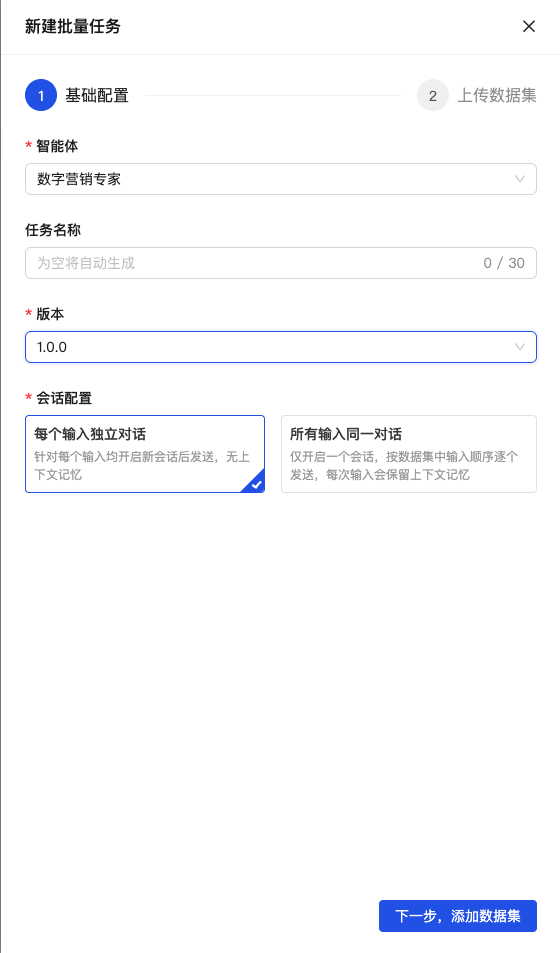 新建批量任务
1 基础配置
2 上传数据集
* 智能体
数字营销专家
任务名称
为空将自动生成 0 / 30
* 版本
1.0.0
* 会话配置
每个输入独立对话
针对每个输入均开启新会话后发送，无上
下文记忆
所有输入同一对话
仅开启一个会话，按数据集中输入顺序逐个
发送，每次输入会保留上下文记忆
下一步，添加数据集